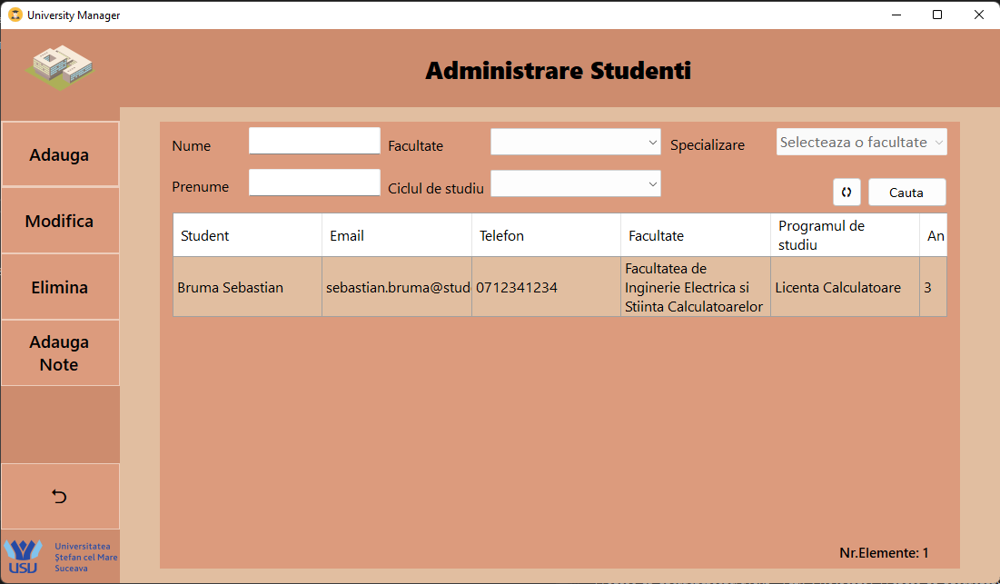 University Manager
Administrare Studenti
Adauga
Modifica
Elimina
Adauga
Note
USU
Universitatea
Ștefan cel Mare
Suceava
Nume
Facultate
Specializare
Selecteaza o facultate
Prenume
Ciclul de studiu
Cauta
Student
Email
Telefon
Facultate
Programul de
studiu
An
Bruma Sebastian
sebastian.bruma@stud
0712341234
Facultatea de
Inginerie Electrica si
Stiinta Calculatoarelor
Licenta Calculatoare
3
Nr.Elemente: 1